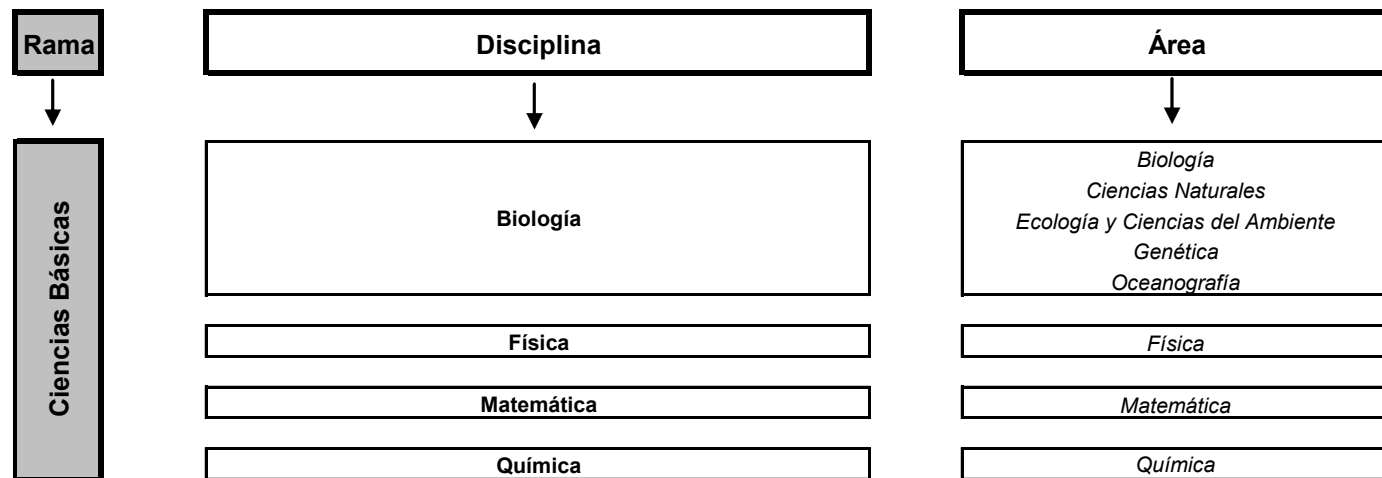 Rama
Disciplina
Área
Ciencias Básicas
Biología
Biología
Ciencias Naturales
Ecología y Ciencias del Ambiente
Genética
Oceanografía
Física
Física
Matemática
Matemática
Química
Química